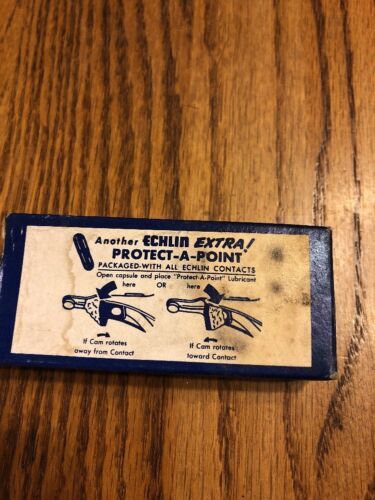 Another ECHLIN EXTRA!
PROTECT-A-POINT
PACKAGED-WITH ALL ECHLIN CONTACTS
Open capsule and place "Protect-A-Point" Lubricant
here OR here
If Cam rotates If Cam rotates
away from Contact toward Contact